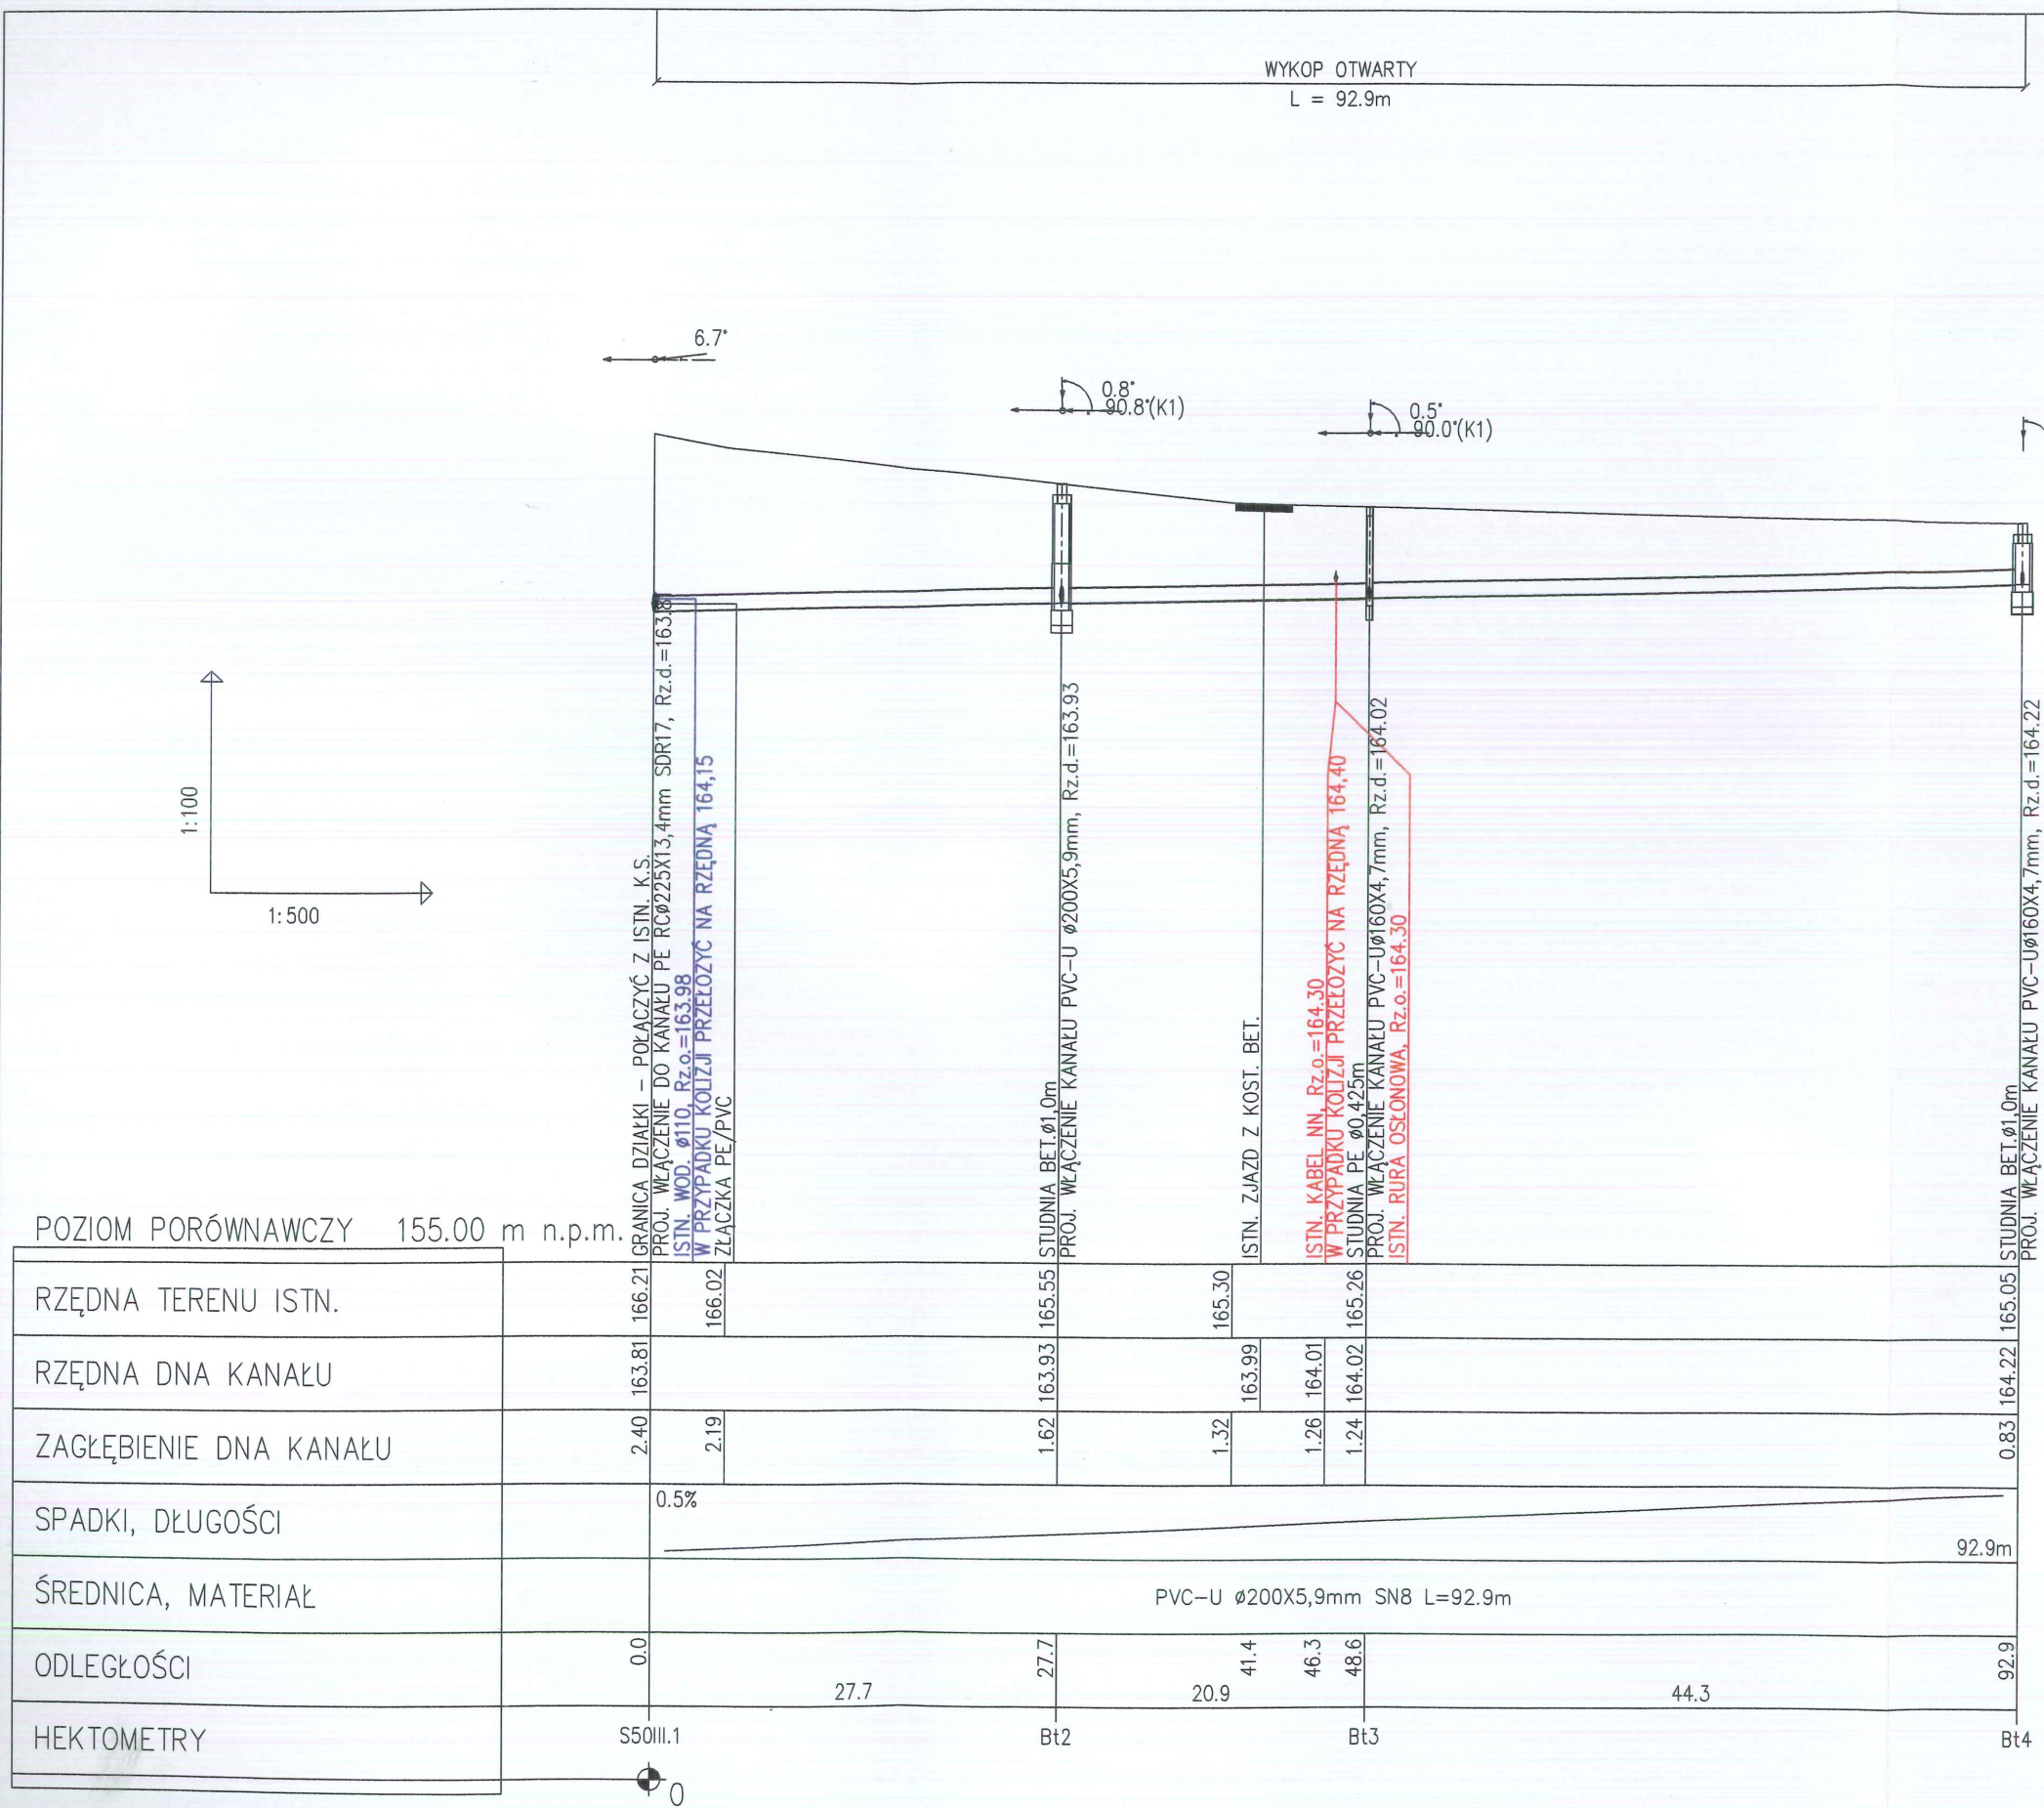 WYKOP OTWARTY
L = 92.9m
6.7°
0.8°
90.8°(K1)
0.5°
90.0°(K1)
1:100
1:500
GRANICA DZIAŁKI - POŁĄCZYĆ Z ISTN. K.S.
PROJ. WŁĄCZENIE DO KANAŁU PE RCø225X13,4mm SDR17, Rz.d.=163.8
ISTN. WOD. ø110, Rz.o.=163.98
W PRZYPADKU KOLIZJI PRZEŁOZYĆ NA RZĘDNĄ 164,15
ZŁĄCZKA PE/PVC
STUDNIA BET.ø1,0m
PROJ. WŁĄCZENIE KANAŁU PVC-U ø200X5,9mm, Rz.d.=163.93
ISTN. ZJAZD Z KOST. BET.
ISTN. KABEL NN, Rz.o.=164.30
W PRZYPADKU KOLIZJI PRZEŁOZYĆ NA RZĘDNĄ 164,40
STUDNIA PE ø0,425m
PROJ. WŁĄCZENIE KANAŁU PVC-Uø160X4,7mm, Rz.d.=164.02
ISTN. RURA OSŁONOWA, Rz.o.=164.30
STUDNIA BET.ø1,0m
PROJ. WŁĄCZENIE KANAŁU PVC-Uø160X4,7mm, Rz.d.=164.22
POZIOM PORÓWNAWCZY 155.00 m n.p.m.
RZĘDNA TERENU ISTN. 166.21 166.02 165.55 165.30 165.26 165.05
RZĘDNA DNA KANAŁU 163.81 163.93 163.99 164.01 164.02 164.22
ZAGŁĘBIENIE DNA KANAŁU 2.40 2.19 1.62 1.32 1.26 1.24 0.83
SPADKI, DŁUGOŚCI 0.5% 92.9m
ŚREDNICA, MATERIAŁ PVC-U ø200X5,9mm SN8 L=92.9m
ODLEGŁOŚCI 0.0 27.7 41.4 46.3 48.6 92.9
27.7 20.9 44.3
HEKTOMETRY S50III.1 Bt2 Bt3 Bt4
0